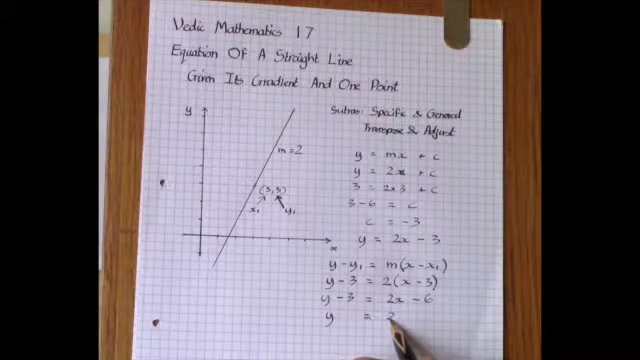 Vedic Mathematics 17
Equation Of A Straight Line
Given Its Gradient And One Point
Sutras: Specific & General
Transpose & Adjust
y
m = 2
(3,3)
x₁ y₁
x
y = mx + c
y = 2x + c
3 = 2x3 + c
3 - 6 = c
c = -3
y = 2x - 3
y - y₁ = m(x - x₁)
y - 3 = 2(x - 3)
y - 3 = 2x - 6
y = 2